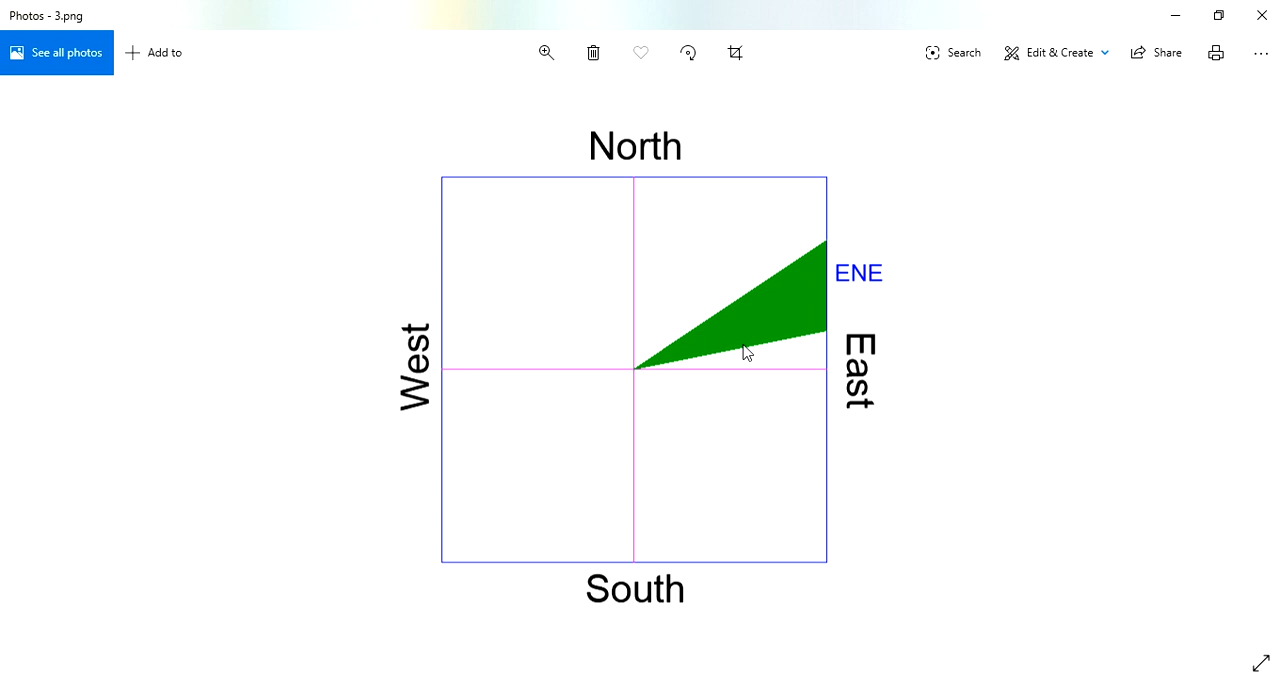 Photos - 3.png
See all photos
Add to
Search
Edit & Create
Share
North
ENE
West
East
South